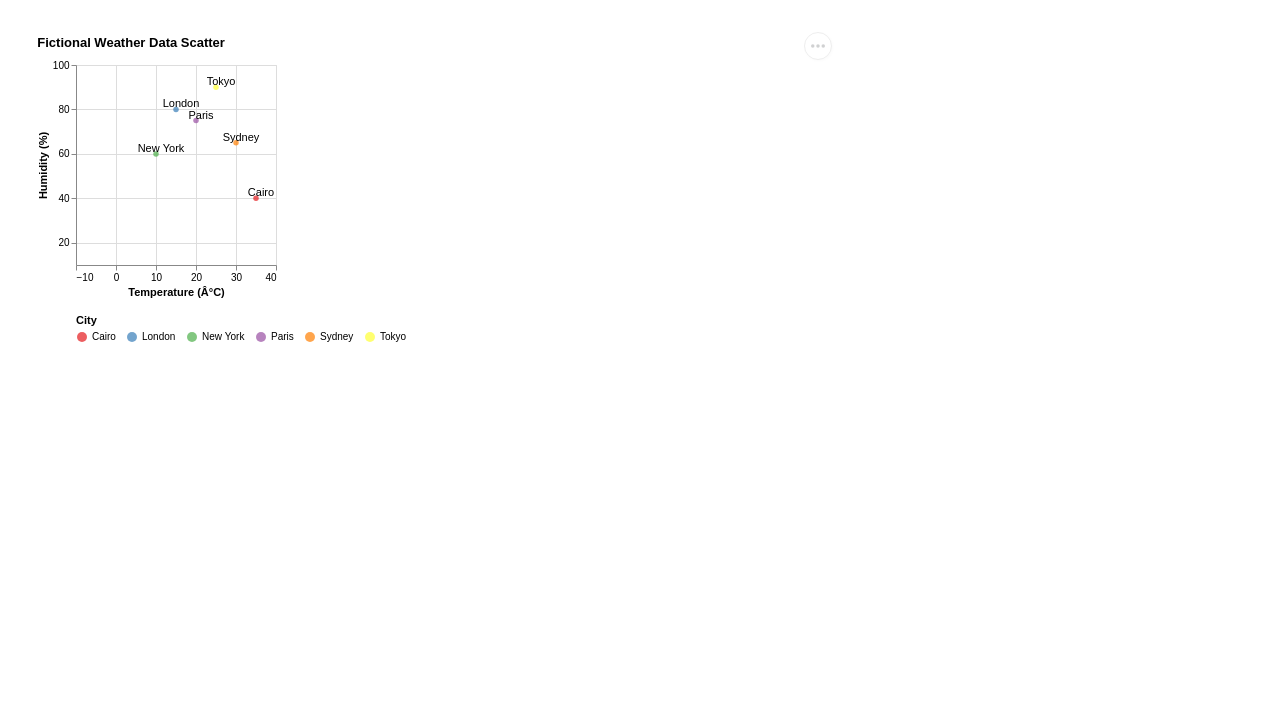 Fictional Weather Data Scatter
100
80
60
40
20
Humidity (%)
Tokyo
London
Paris
Sydney
New York
Cairo
−10 0 10 20 30 40
Temperature (Â°C)
City
Cairo London New York Paris Sydney Tokyo